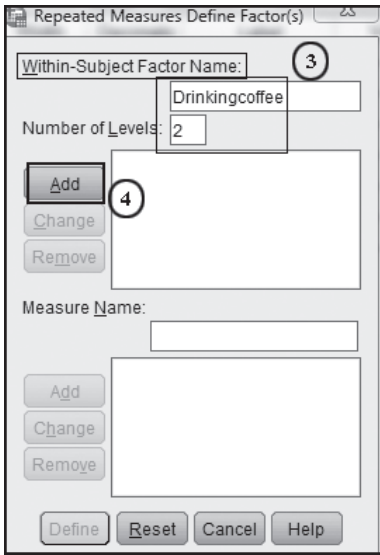 Repeated Measures Define Factor(s)
Within-Subject Factor Name:
3
Drinkingcoffee
Number of Levels: 2
Add
4
Change
Remove
Measure Name:
Add
Change
Remove
Define Reset Cancel Help